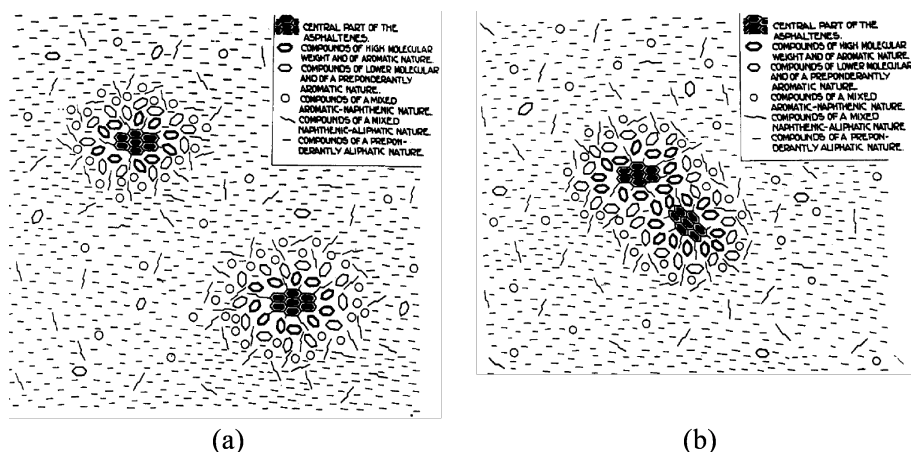 CENTRAL PART OF THE
ASPHALTENES.
COMPOUNDS OF HIGH MOLECULAR
WEIGHT AND OF AROMATIC NATURE.
COMPOUNDS OF LOWER MOLECULAR
AND OF A PREPONDERANTLY
AROMATIC NATURE.
COMPOUNDS OF A MIXED
AROMATIC-NAPHTHENIC NATURE.
COMPOUNDS OF A MIXED
NAPHTHENIC-ALIPHATIC NATURE
COMPOUNDS OF A PREPON-
DERANTLY ALIPHATIC NATURE.
(a)
CENTRAL PART OF THE
ASPHALTENES.
COMPOUNDS OF HIGH MOLECULAR
WEIGHT AND OF AROMATIC NATURE.
COMPOUNDS OF LOWER MOLECULAR
AND OF A PREPONDERANTLY
AROMATIC NATURE.
COMPOUNDS OF A MIXED
AROMATIC-NAPHTHENIC NATURE.
COMPOUNDS OF A MIXED
NAPHTHENIC-ALIPHATIC NATURE
COMPOUNDS OF A PREPON-
DERANTLY ALIPHATIC NATURE.
(b)